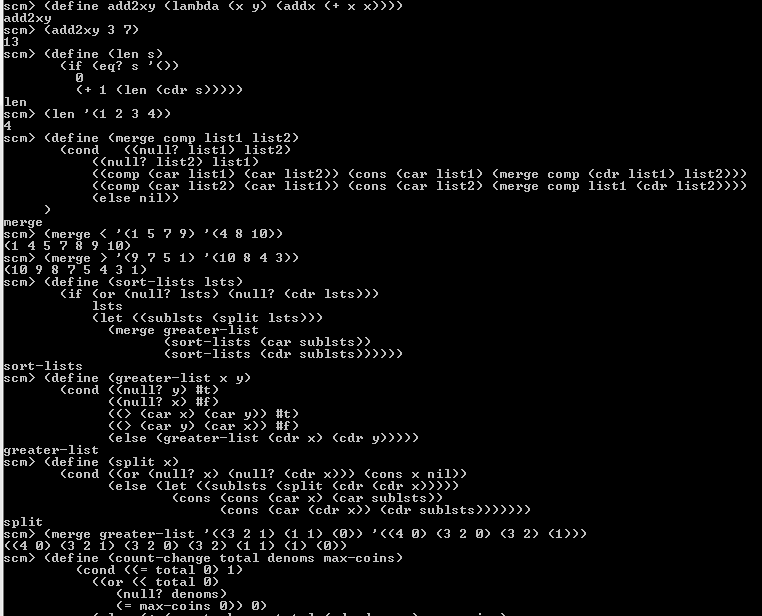 scm> (define add2xy (lambda (x y) (addx (+ x x))))
add2xy
scm> (add2xy 3 7)
13
scm> (define (len s)
(if (eq? s '())
0
(+ 1 (len (cdr s)))))
len
scm> (len '(1 2 3 4))
4
scm> (define (merge comp list1 list2)
(cond ((null? list1) list2)
((null? list2) list1)
((comp (car list1) (car list2)) (cons (car list1) (merge comp (cdr list1) list2)))
((comp (car list2) (car list1)) (cons (car list2) (merge comp list1 (cdr list2))))
(else nil))
)
merge
scm> (merge < '(1 5 7 9) '(4 8 10))
(1 4 5 7 8 9 10)
scm> (merge > '(9 7 5 1) '(10 8 4 3))
(10 9 8 7 5 4 3 1)
scm> (define (sort-lists lsts)
(if (or (null? lsts) (null? (cdr lsts)))
lsts
(let ((sublsts (split lsts)))
(merge greater-list
(sort-lists (car sublsts))
(sort-lists (cdr sublsts))))))
sort-lists
scm> (define (greater-list x y)
(cond ((null? y) #t)
((null? x) #f)
((> (car x) (car y)) #t)
((> (car y) (car x)) #f)
(else (greater-list (cdr x) (cdr y)))))
greater-list
scm> (define (split x)
(cond ((or (null? x) (null? (cdr x))) (cons x nil))
(else (let ((sublsts (split (cdr (cdr x)))))
(cons (cons (car x) (car sublsts))
(cons (car (cdr x)) (cdr sublsts)))))))
split
scm> (merge greater-list '((3 2 1) (1 1) (0)) '((4 0) (3 2 0) (3 2) (1)))
((4 0) (3 2 1) (3 2 0) (3 2) (1 1) (1) (0))
scm> (define (count-change total denoms max-coins)
(cond ((= total 0) 1)
((or (< total 0)
(null? denoms)
(= max-coins 0)) 0)